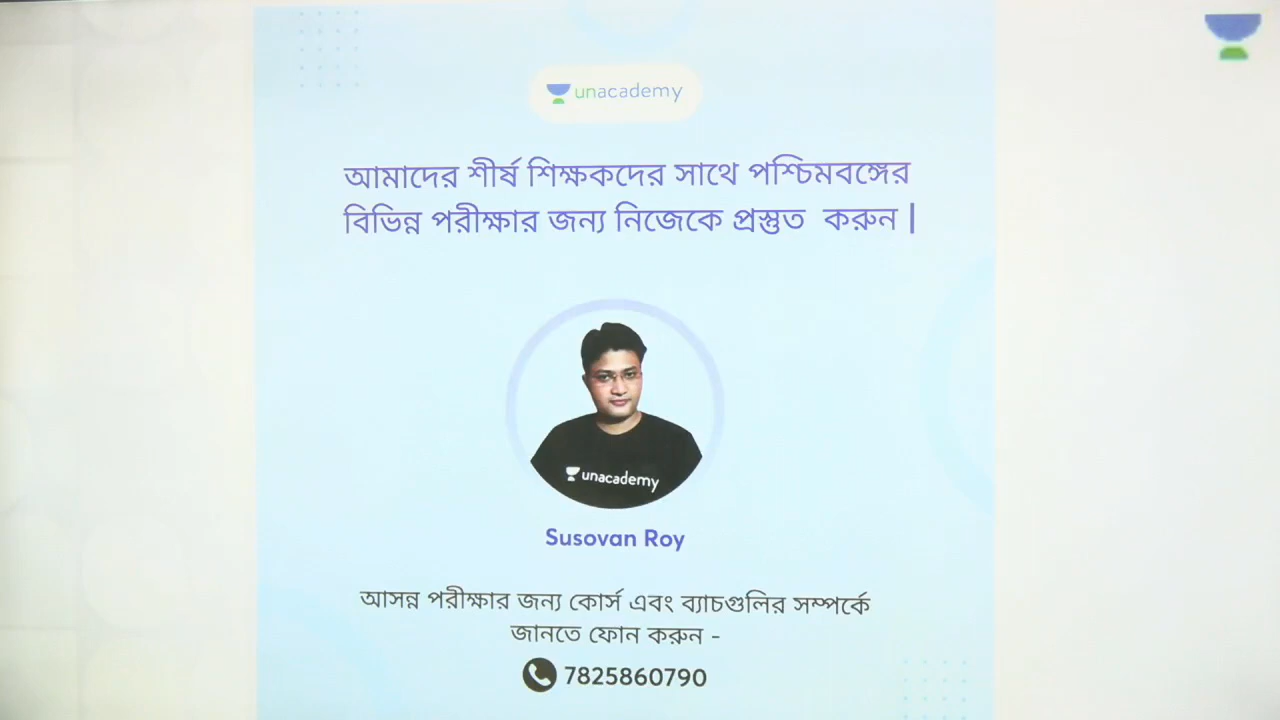 unacademy
আমাদের শীর্ষ শিক্ষকদের সাথে পশ্চিমবঙ্গের
বিভিন্ন পরীক্ষার জন্য নিজেকে প্রস্তুত করুন |
unacademy
Susovan Roy
আসন্ন পরীক্ষার জন্য কোর্স এবং ব্যাচগুলির সম্পর্কে
জানতে ফোন করুন -
7825860790